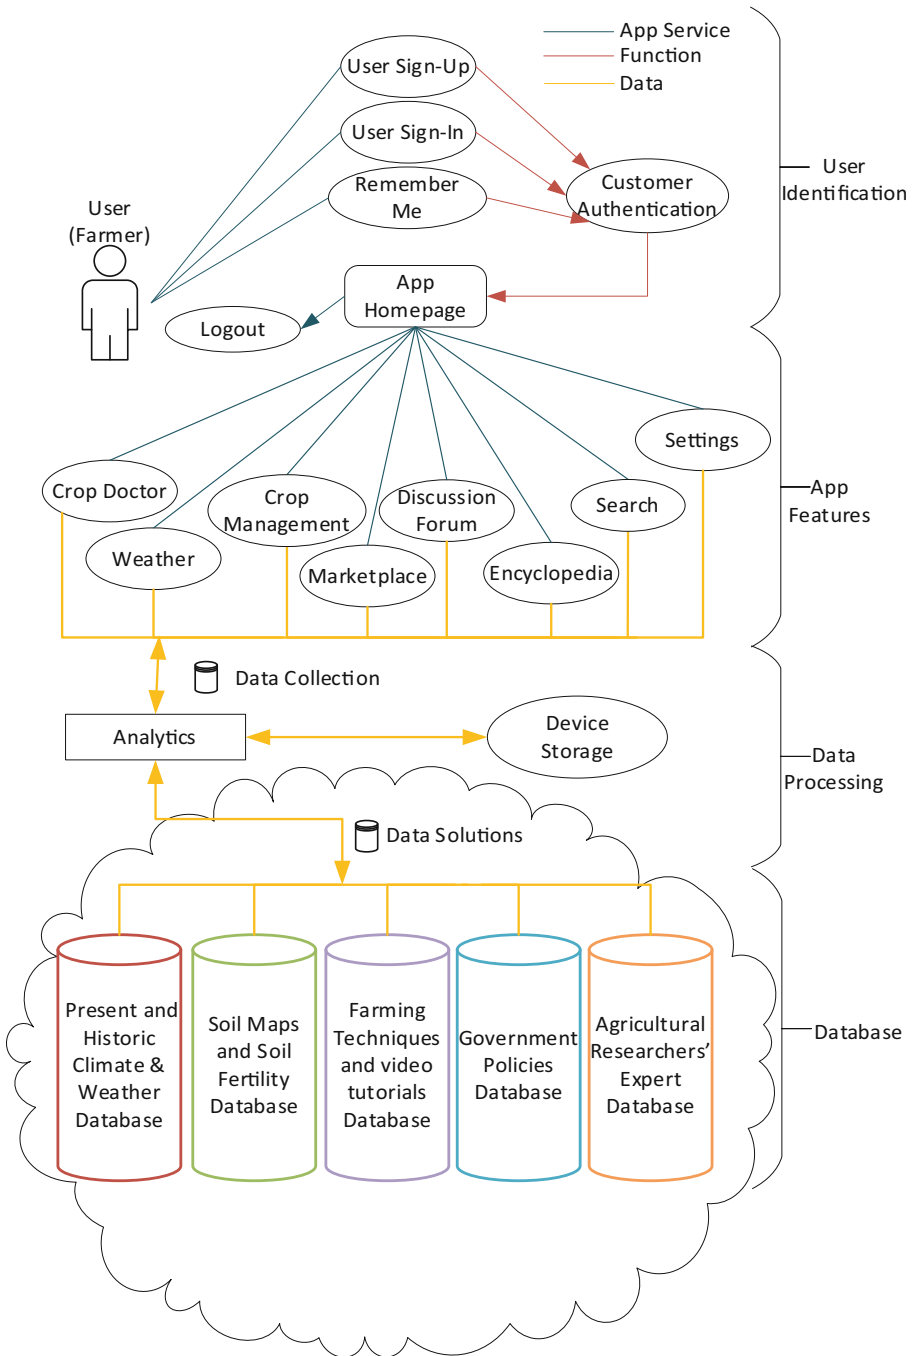 App Service
Function
Data
User Sign-Up
User Sign-In
Remember
Me
Customer
Authentication
User
Identification
User
(Farmer)
App
Homepage
Logout
Settings
Crop Doctor
Crop
Management
Discussion
Forum
Search
App
Features
Weather
Marketplace
Encyclopedia
Data Collection
Analytics
Device
Storage
Data
Processing
Data Solutions
Present and
Historic
Climate &
Weather
Database
Soil Maps
and Soil
Fertility
Database
Farming
Techniques
and video
tutorials
Database
Government
Policies
Database
Agricultural
Researchers’
Expert
Database
Database